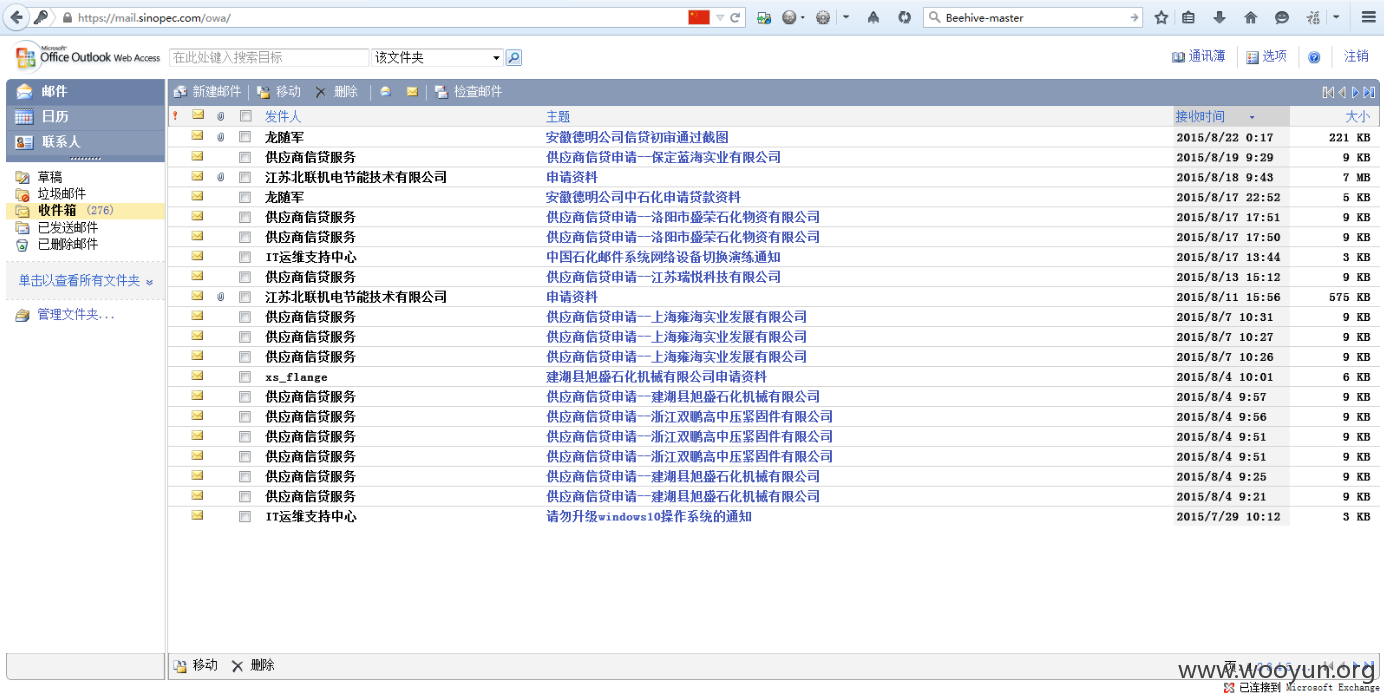 https://mail.sinopec.com/owa/
Beehive-master
Microsoft®
Office Outlook Web Access
在此处键入搜索目标
该文件夹
通讯簿
选项
注销
邮件
日历
联系人
草稿
垃圾邮件
收件箱 (276)
已发送邮件
已删除邮件
单击以查看所有文件夹
管理文件夹...
新建邮件 移动 删除 检查邮件
发件人 主题 接收时间 大小
龙随军 安徽德明公司信贷初审通过截图 2015/8/22 0:17 221 KB
供应商信贷服务 供应商信贷申请--保定蓝海实业有限公司 2015/8/19 9:29 9 KB
江苏北联机电节能技术有限公司 申请资料 2015/8/18 9:43 7 MB
龙随军 安徽德明公司中石化申请贷款资料 2015/8/17 22:52 5 KB
供应商信贷服务 供应商信贷申请--洛阳市盛荣石化物资有限公司 2015/8/17 17:51 9 KB
供应商信贷服务 供应商信贷申请--洛阳市盛荣石化物资有限公司 2015/8/17 17:50 9 KB
IT运维支持中心 中国石化邮件系统网络设备切换演练通知 2015/8/17 13:44 3 KB
供应商信贷服务 供应商信贷申请--江苏瑞悦科技有限公司 2015/8/13 15:12 9 KB
江苏北联机电节能技术有限公司 申请资料 2015/8/11 15:56 575 KB
供应商信贷服务 供应商信贷申请--上海雍海实业发展有限公司 2015/8/7 10:31 9 KB
供应商信贷服务 供应商信贷申请--上海雍海实业发展有限公司 2015/8/7 10:27 9 KB
供应商信贷服务 供应商信贷申请--上海雍海实业发展有限公司 2015/8/7 10:26 9 KB
xs_flange 建湖县旭盛石化机械有限公司申请资料 2015/8/4 10:01 6 KB
供应商信贷服务 供应商信贷申请--建湖县旭盛石化机械有限公司 2015/8/4 9:57 9 KB
供应商信贷服务 供应商信贷申请--浙江双鹏高中压紧固件有限公司 2015/8/4 9:56 9 KB
供应商信贷服务 供应商信贷申请--浙江双鹏高中压紧固件有限公司 2015/8/4 9:51 9 KB
供应商信贷服务 供应商信贷申请--浙江双鹏高中压紧固件有限公司 2015/8/4 9:51 9 KB
供应商信贷服务 供应商信贷申请--建湖县旭盛石化机械有限公司 2015/8/4 9:25 9 KB
供应商信贷服务 供应商信贷申请--建湖县旭盛石化机械有限公司 2015/8/4 9:21 9 KB
IT运维支持中心 请勿升级windows10操作系统的通知 2015/7/29 10:12 3 KB
移动 删除
www.wooyun.org
已连接到 Microsoft Exchange